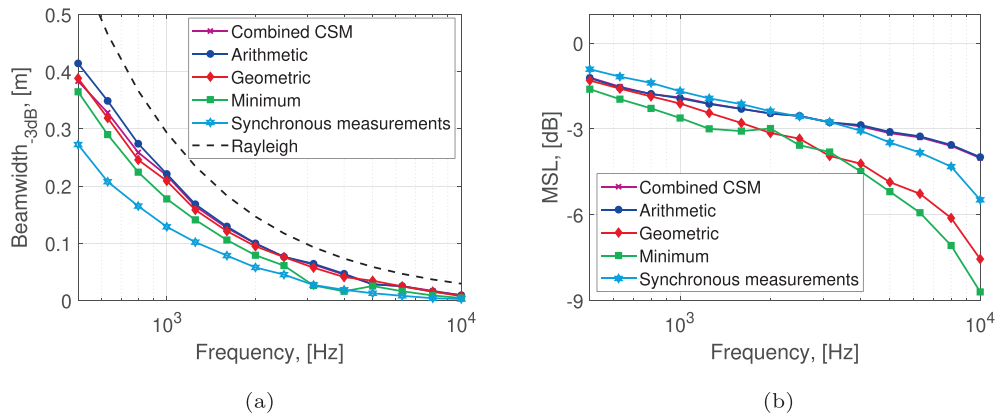 0.5
0.4
0.3
0.2
0.1
0
Beamwidth-3dB, [m]
Combined CSM
Arithmetic
Geometric
Minimum
Synchronous measurements
Rayleigh
10^3
10^4
Frequency, [Hz]
(a)
0
-3
-6
-9
MSL, [dB]
Combined CSM
Arithmetic
Geometric
Minimum
Synchronous measurements
10^3
10^4
Frequency, [Hz]
(b)